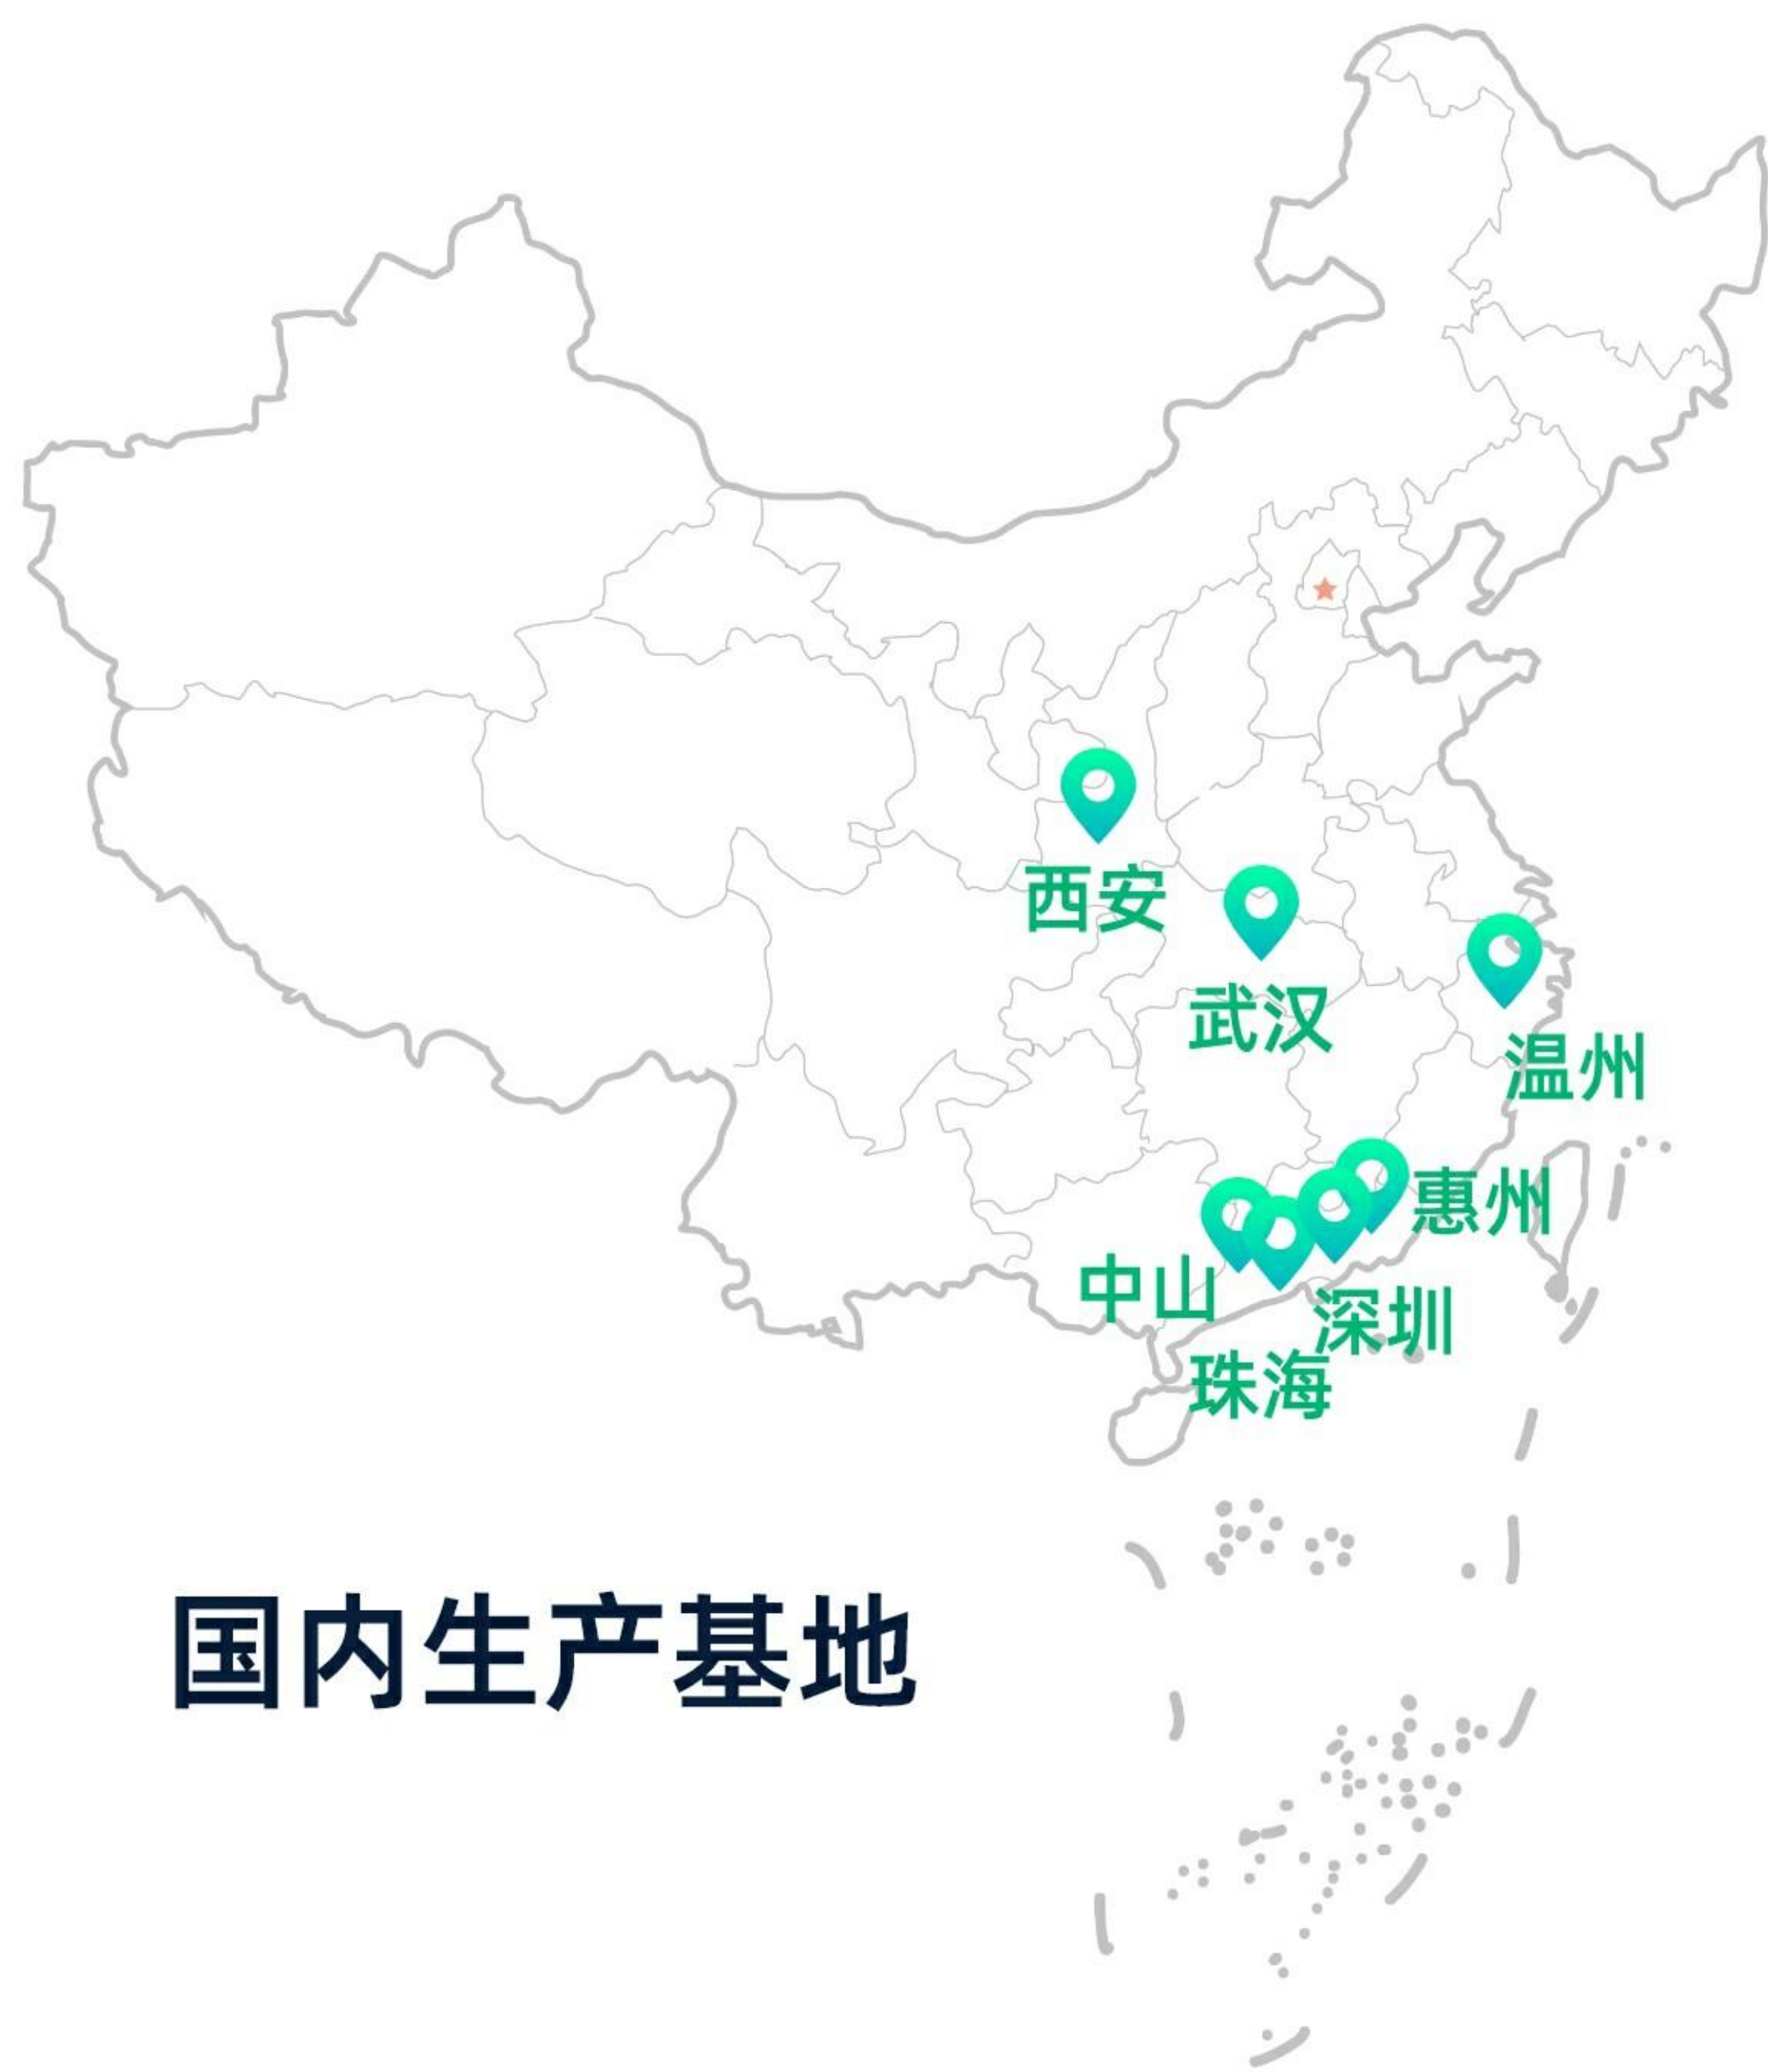 西安
武汉
温州
惠州
中山
深圳
珠海
国内生产基地